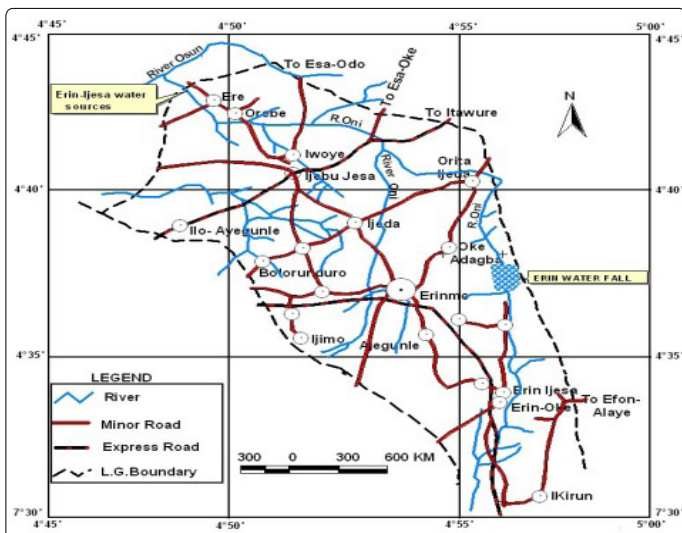 4°45' 4°50' 4°55' 5°00'
4°45' 4°45'
River Osun
To Esa-Odo
To Esa-Oke
Erin-Ijesa water
sources
Ere
Orebe
R.Oni
To Itawure
N
Iwoye
River Oni
Orita
Ijeda
Ijebu Jesa
4°40' 4°40'
R.Oni
Ilo- Ayegunle
Ijeda
Oke
Adagba
Bolorunduro
ERIN WATER FALL
Erinmo
Ijimo
Ajegunle
4°35' 4°35'
LEGEND
River
Minor Road
Express Road
L.G.Boundary
Erin Ijesa
Erin-Oke
To Efon-
Alaye
300 0 300 600 KM
IKirun
7°30' 7°30'
4°45' 4°50' 4°55' 5°00'